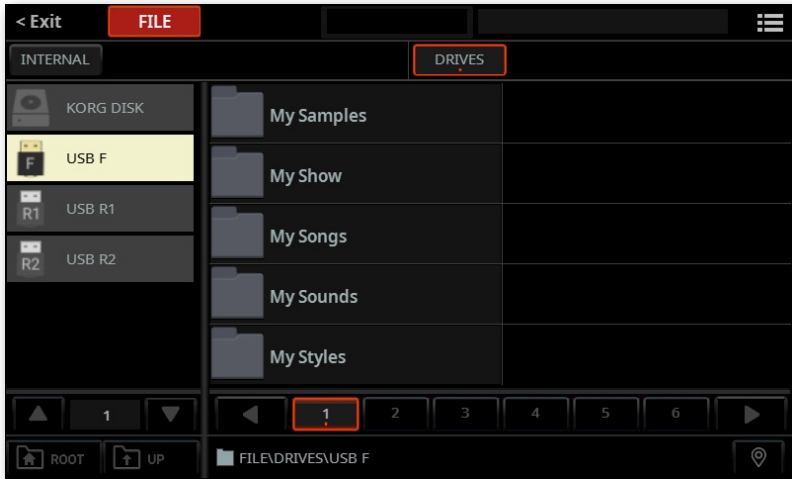 < Exit FILE
INTERNAL DRIVES
KORG DISK
F USB F
R1 USB R1
R2 USB R2
My Samples
My Show
My Songs
My Sounds
My Styles
1
1 2 3 4 5 6
ROOT UP
FILE\DRIVES\USB F